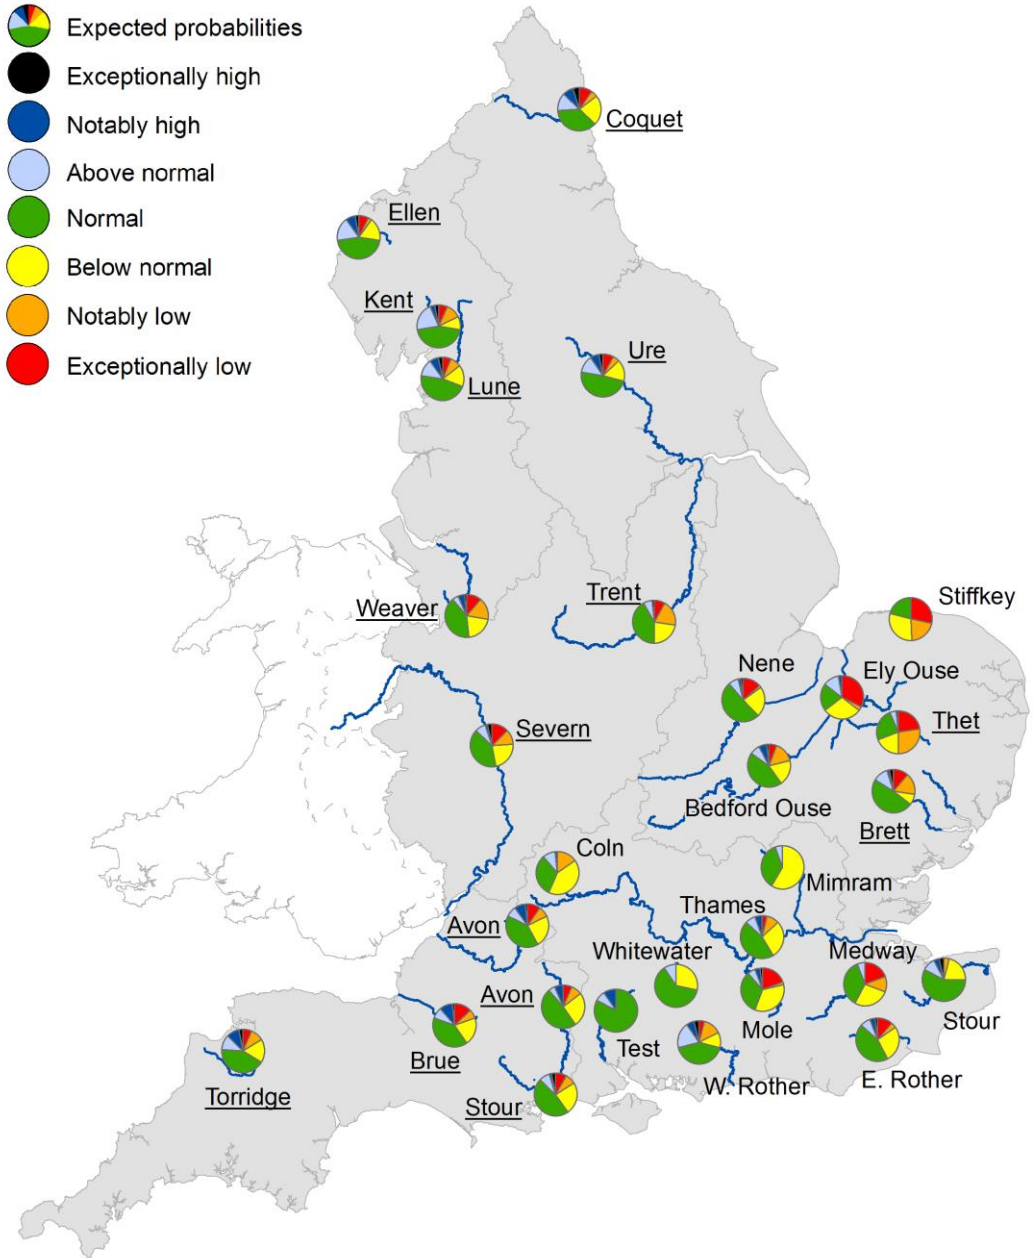 Expected probabilities
Exceptionally high
Notably high
Above normal
Normal
Below normal
Notably low
Exceptionally low
Coquet
Ellen
Kent
Lune
Ure
Weaver
Trent
Stiffkey
Nene
Ely Ouse
Thet
Severn
Bedford Ouse
Brett
Coln
Mimram
Thames
Avon
Whitewater
Medway
Avon
Mole
Stour
Brue
Test
W. Rother
E. Rother
Torridge
Stour